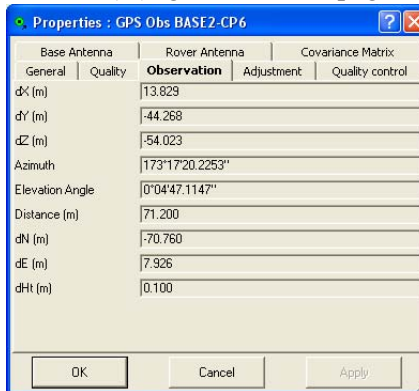 Properties : GPS Obs BASE2-CP6
Base Antenna Rover Antenna Covariance Matrix
General Quality Observation Adjustment Quality control
dX (m) 13.829
dY (m) -44.268
dZ (m) -54.023
Azimuth 173°17'20.2253"
Elevation Angle 0°04'47.1147"
Distance (m) 71.200
dN (m) -70.760
dE (m) 7.926
dHt (m) 0.100
OK Cancel Apply